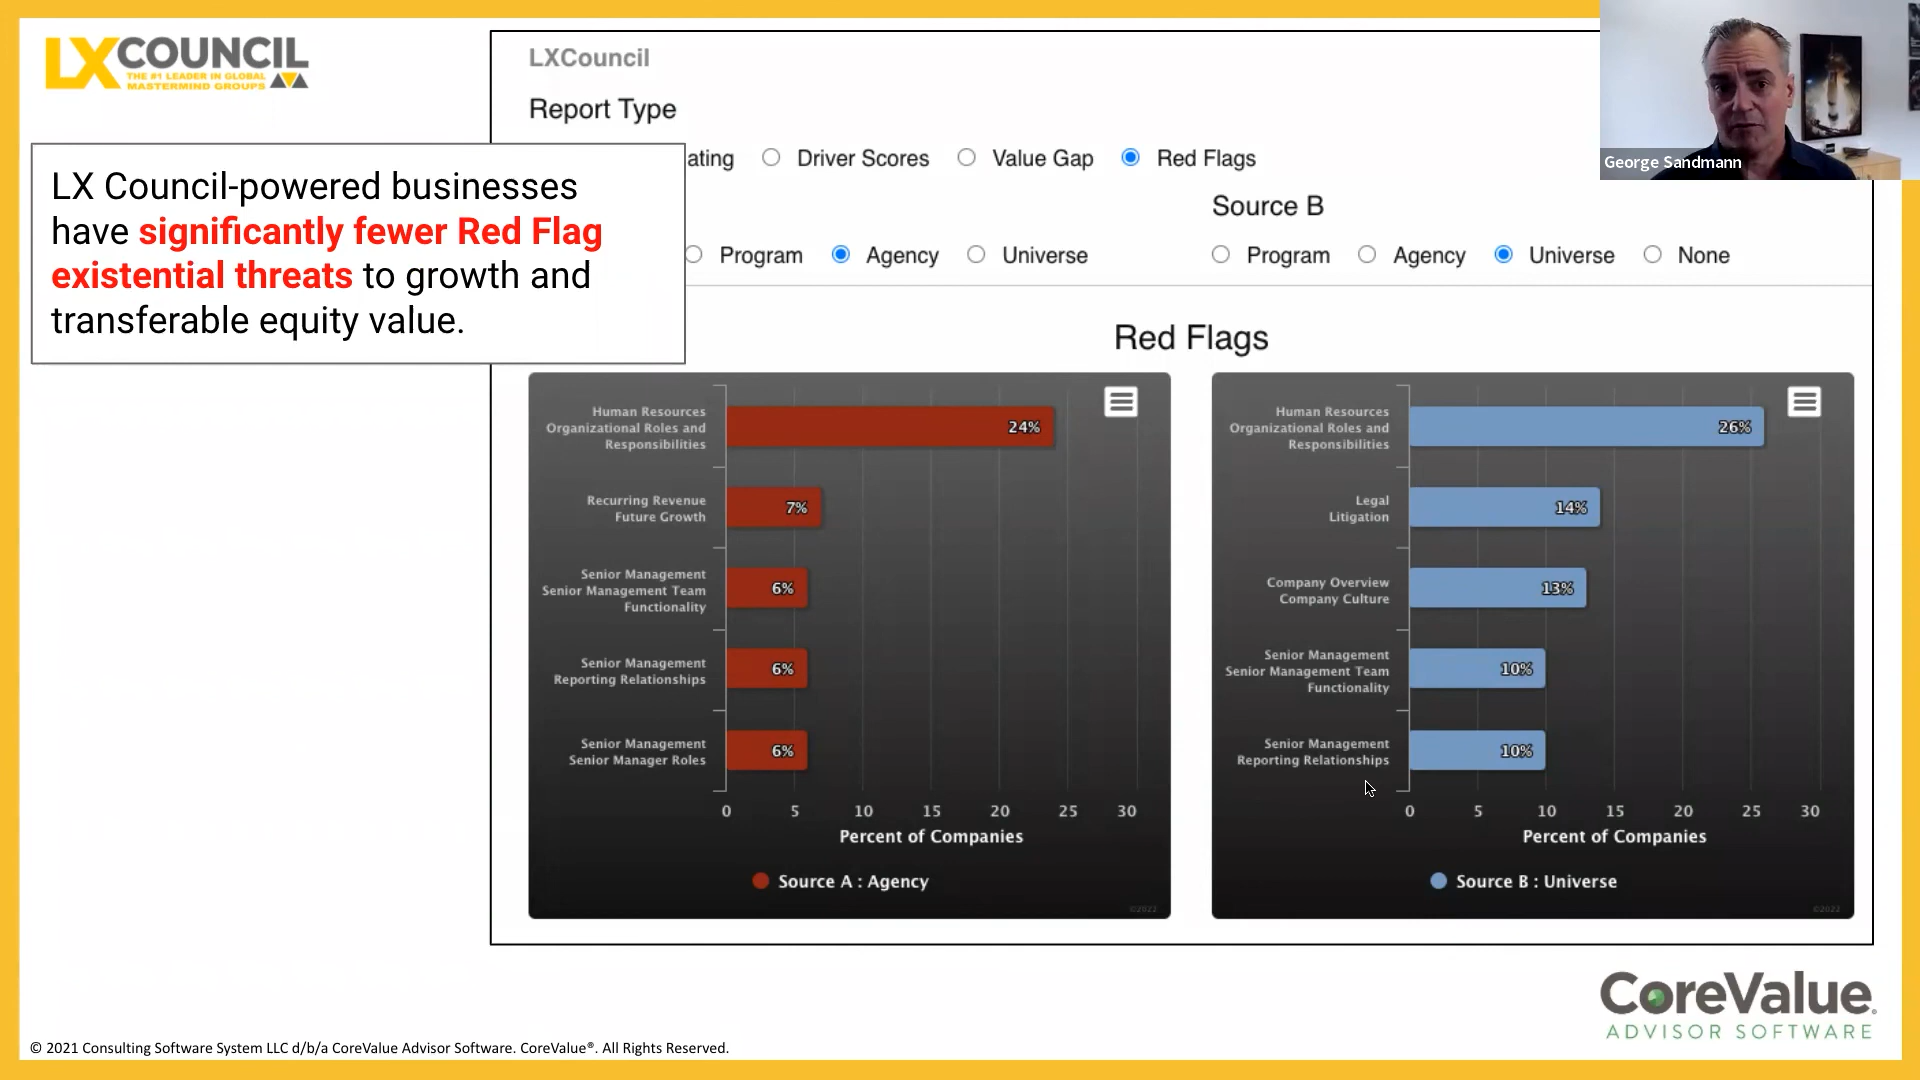 LXCOUNCIL
THE #1 LEADER IN GLOBAL
MASTERMIND GROUPS
LXCouncil
Report Type
ating
Driver Scores
Value Gap
Red Flags
George Sandmann
LX Council-powered businesses
have significantly fewer Red Flag
existential threats to growth and
transferable equity value.
Source B
Program
Agency
Universe
Program
Agency
Universe
None
Red Flags
Human Resources
Organizational Roles and
Responsibilities
24%
Recurring Revenue
Future Growth
7%
Senior Management
Senior Management Team
Functionality
6%
Senior Management
Reporting Relationships
6%
Senior Management
Senior Manager Roles
6%
0 5 10 15 20 25 30
Percent of Companies
Source A : Agency
©2022
Human Resources
Organizational Roles and
Responsibilities
26%
Legal
Litigation
14%
Company Overview
Company Culture
13%
Senior Management
Senior Management Team
Functionality
10%
Senior Management
Reporting Relationships
10%
0 5 10 15 20 25 30
Percent of Companies
Source B : Universe
©2022
CoreValue®
ADVISOR SOFTWARE
© 2021 Consulting Software System LLC d/b/a CoreValue Advisor Software. CoreValue®. All Rights Reserved.